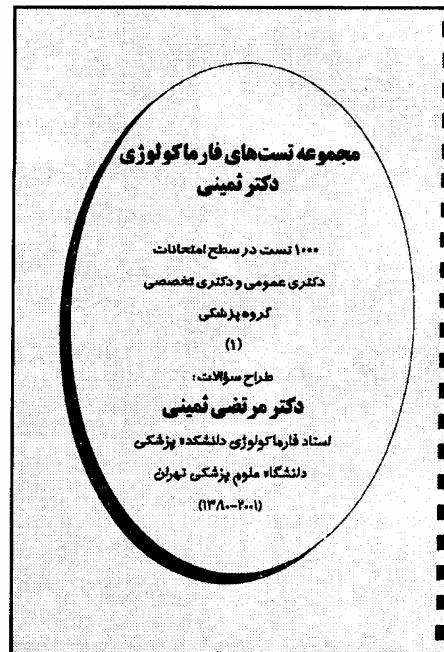 مجموعه تست‌های فارماکولوژی
دکتر ثمینی
۱۰۰۰ تست در سطح امتحانات
دکتری عمومی و دکتری تخصصی
گروه پزشکی
(۱)
طراح سؤالات:
دکتر مرتضی ثمینی
استاد فارماکولوژی دانشکده پزشکی
دانشگاه علوم پزشکی تهران
(۱۳۸۰-۲۰۰۱)